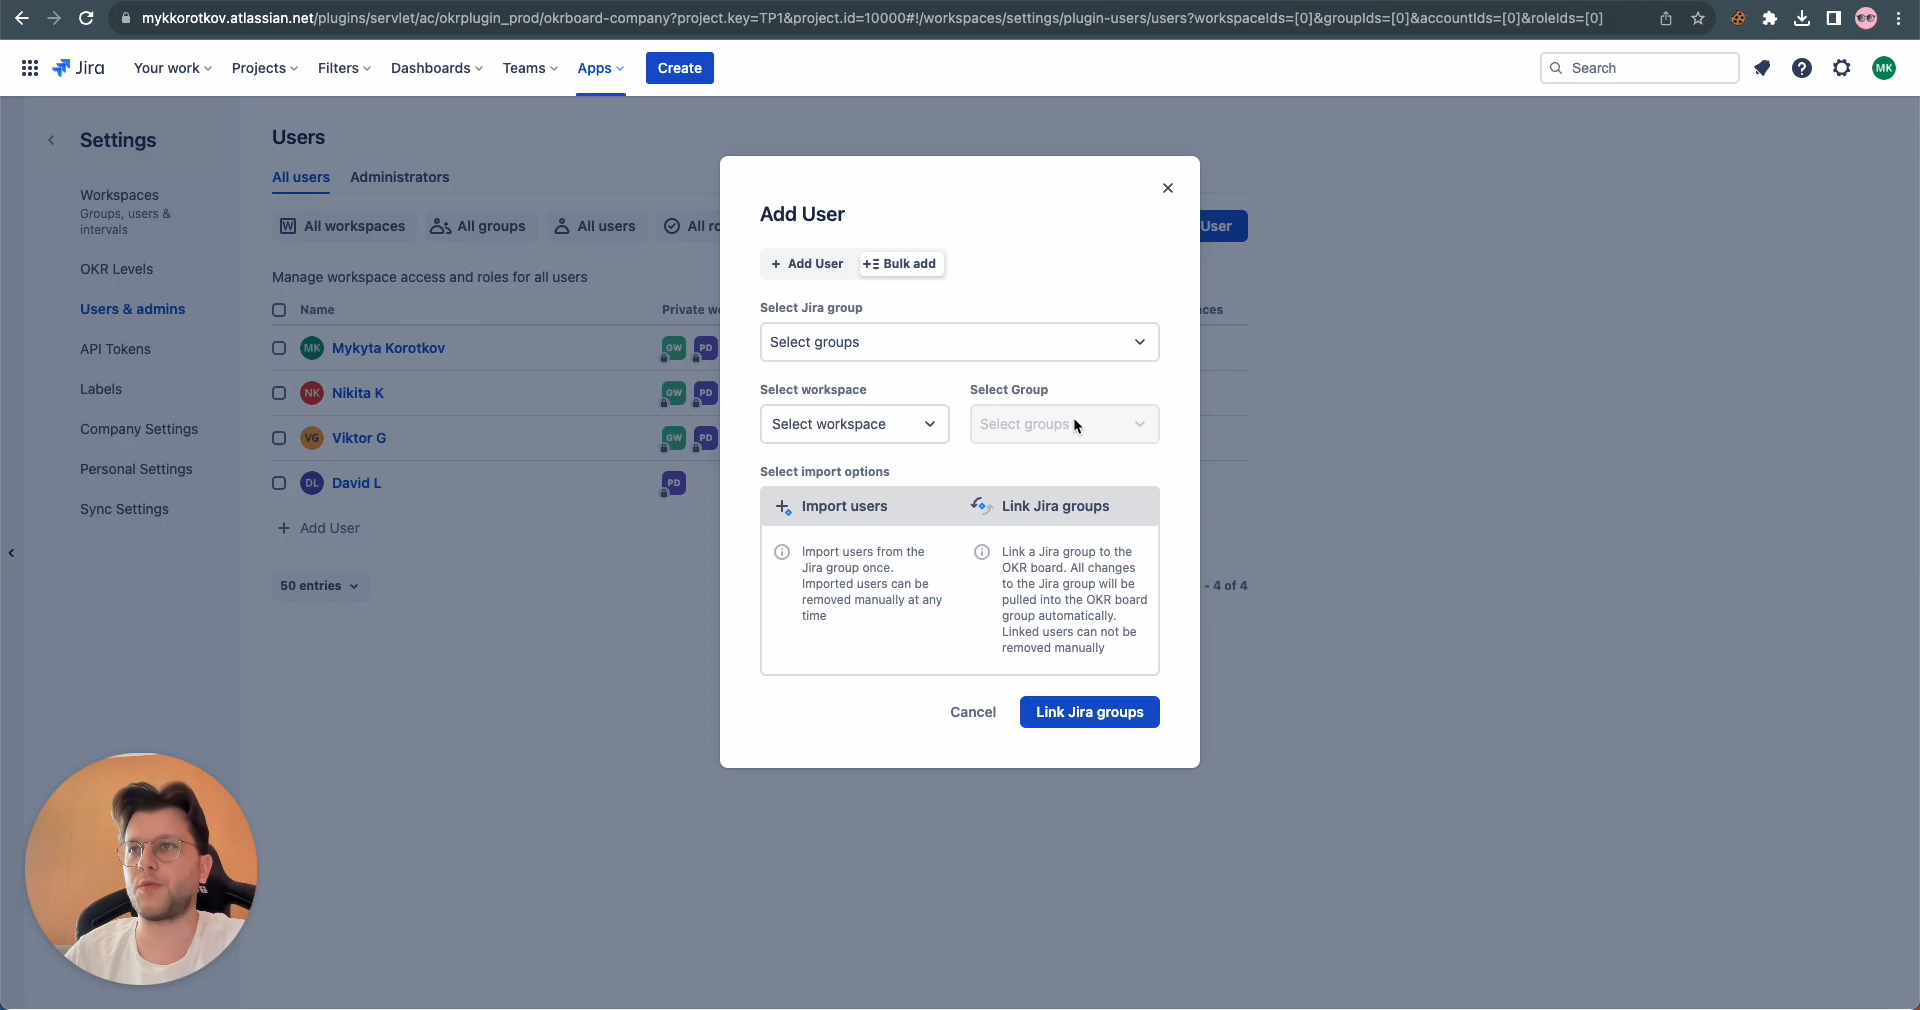 mykkorotkov.atlassian.net/plugins/servlet/ac/okrplugin_prod/okrboard-company?project.key=TP1&project.id=10000#!/workspaces/settings/plugin-users/users?workspaceIds=[0]&groupIds=[0]&accountIds=[0]&roleIds=[0]
Jira
Your work
Projects
Filters
Dashboards
Teams
Apps
Create
Search
MK
Settings
Workspaces
Groups, users &
intervals
OKR Levels
Users & admins
API Tokens
Labels
Company Settings
Personal Settings
Sync Settings
Users
All users
Administrators
W All workspaces
All groups
All users
All ro
User
Manage workspace access and roles for all users
Name
Private wo
ces
MK Mykyta Korotkov GW PD
NK Nikita K GW PD
VG Viktor G GW PD
DL David L PD
+ Add User
50 entries
- 4 of 4
Add User
+ Add User
Bulk add
Select Jira group
Select groups
Select workspace
Select workspace
Select Group
Select groups
Select import options
Import users
Import users from the
Jira group once.
Imported users can be
removed manually at any
time
Link Jira groups
Link a Jira group to the
OKR board. All changes
to the Jira group will be
pulled into the OKR board
group automatically.
Linked users can not be
removed manually
Cancel
Link Jira groups